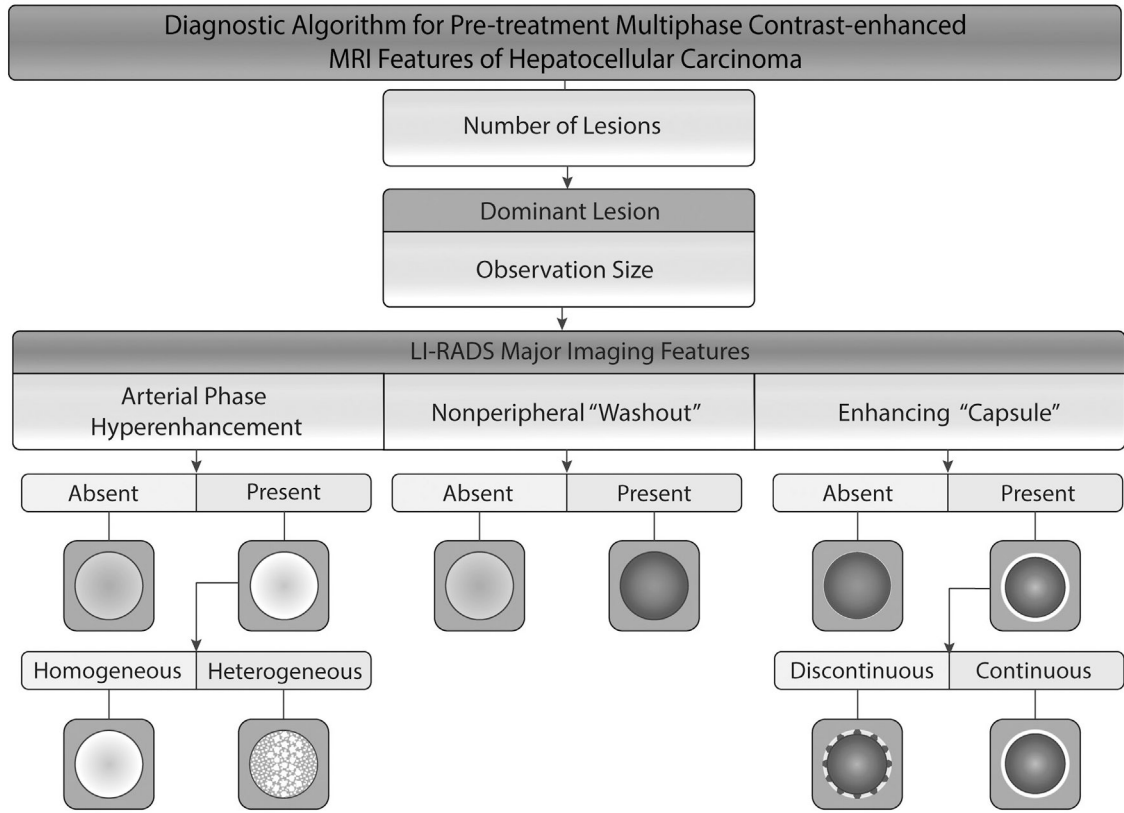 Diagnostic Algorithm for Pre-treatment Multiphase Contrast-enhanced
MRI Features of Hepatocellular Carcinoma
Number of Lesions
Dominant Lesion
Observation Size
LI-RADS Major Imaging Features
Arterial Phase
Hyperenhancement
Nonperipheral “Washout”
Enhancing “Capsule”
Absent
Present
Absent
Present
Absent
Present
Homogeneous
Heterogeneous
Discontinuous
Continuous